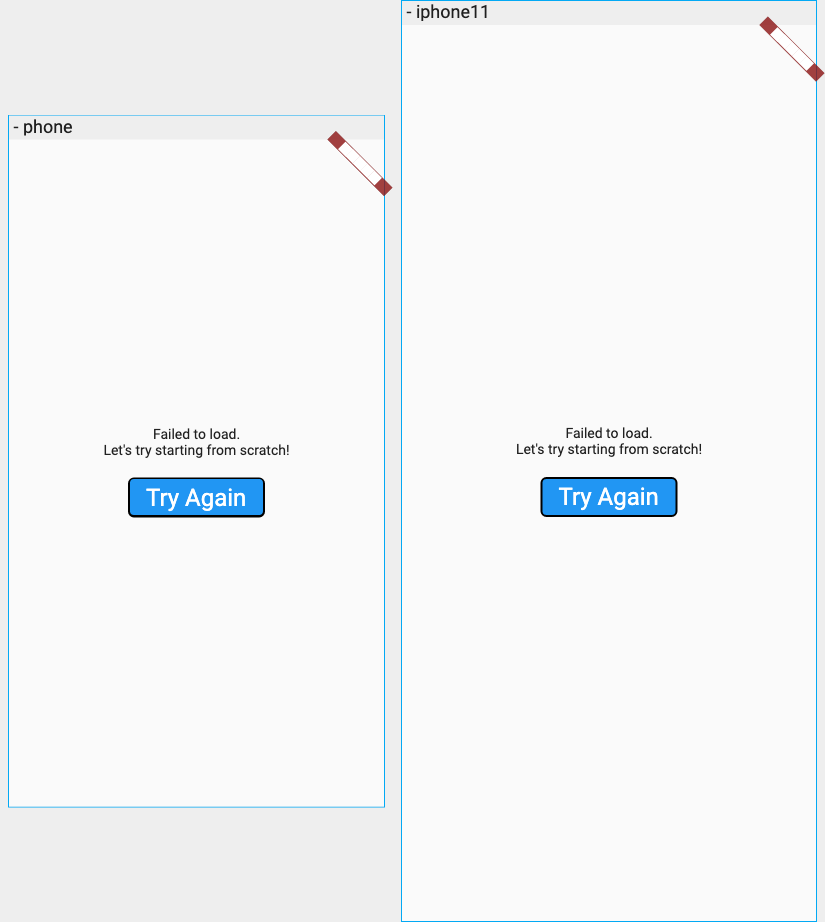 - phone
Failed to load.
Let's try starting from scratch!
Try Again
- iphone11
Failed to load.
Let's try starting from scratch!
Try Again